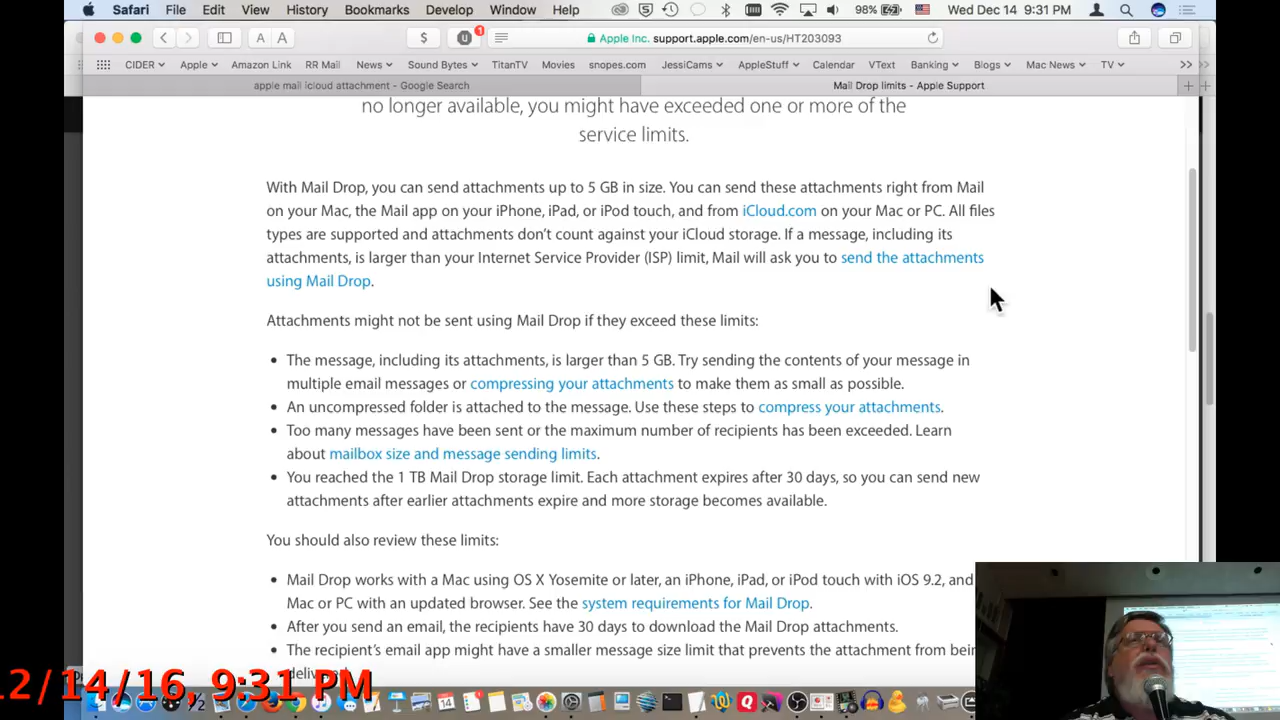 Safari File Edit View History Bookmarks Develop Window Help 98% Wed Dec 14 9:31 PM
A A $ 1 Apple Inc. support.apple.com/en-us/HT203093
CIDER Apple Amazon Link RR Mail News Sound Bytes TitanTV Movies snopes.com JessiCams AppleStuff Calendar VText Banking Blogs Mac News TV
apple mail icloud attachment - Google Search Mail Drop limits - Apple Support
no longer available, you might have exceeded one or more of the
service limits.
With Mail Drop, you can send attachments up to 5 GB in size. You can send these attachments right from Mail
on your Mac, the Mail app on your iPhone, iPad, or iPod touch, and from iCloud.com on your Mac or PC. All files
types are supported and attachments don’t count against your iCloud storage. If a message, including its
attachments, is larger than your Internet Service Provider (ISP) limit, Mail will ask you to send the attachments
using Mail Drop.
Attachments might not be sent using Mail Drop if they exceed these limits:
• The message, including its attachments, is larger than 5 GB. Try sending the contents of your message in
multiple email messages or compressing your attachments to make them as small as possible.
• An uncompressed folder is attached to the message. Use these steps to compress your attachments.
• Too many messages have been sent or the maximum number of recipients has been exceeded. Learn
about mailbox size and message sending limits.
• You reached the 1 TB Mail Drop storage limit. Each attachment expires after 30 days, so you can send new
attachments after earlier attachments expire and more storage becomes available.
You should also review these limits:
• Mail Drop works with a Mac using OS X Yosemite or later, an iPhone, iPad, or iPod touch with iOS 9.2, and
Mac or PC with an updated browser. See the system requirements for Mail Drop.
• After you send an email, the recipient have 30 days to download the Mail Drop attachments.
• The recipient’s email app might have a smaller message size limit that prevents the attachment from bein
2/14/16, 9:31 PM